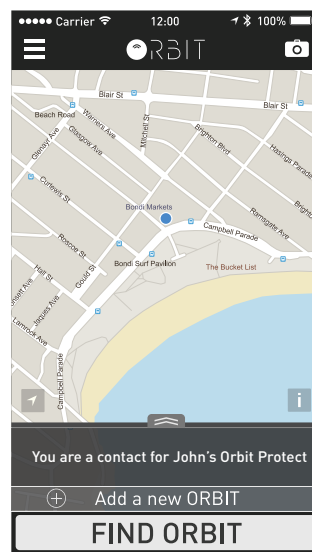 Carrier 12:00 100%
ORBIT
Blair St
Blair St
Beach Road
Warners Ave
Glasgow Ave
Glenayr Ave
Mitchell St
Brighton Blvd
Hastings Parade
Curlewis St
Bondi Markets
Ramsgate Ave
Campbell Parade
Roscoe St
Bondi Surf Pavilion
The Bucket List
Hall St
Gould St
Jaques Ave
Lamrock Ave
Campbell Parade
i
You are a contact for John's Orbit Protect
Add a new ORBIT
FIND ORBIT